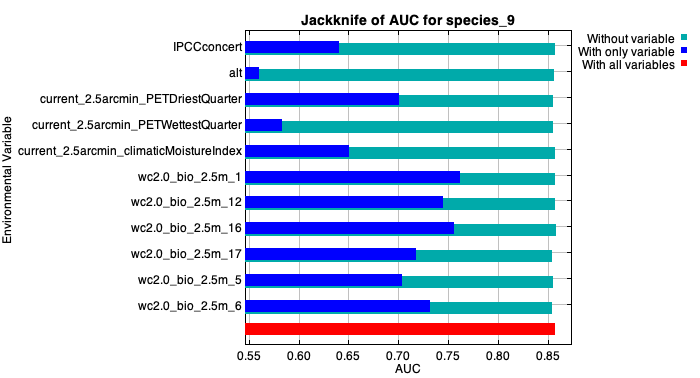 Jackknife of AUC for species_9
Without variable
With only variable
With all variables
Environmental Variable
IPCCconcert
alt
current_2.5arcmin_PETDriestQuarter
current_2.5arcmin_PETWettestQuarter
current_2.5arcmin_climaticMoistureIndex
wc2.0_bio_2.5m_1
wc2.0_bio_2.5m_12
wc2.0_bio_2.5m_16
wc2.0_bio_2.5m_17
wc2.0_bio_2.5m_5
wc2.0_bio_2.5m_6
0.55 0.60 0.65 0.70 0.75 0.80 0.85
AUC